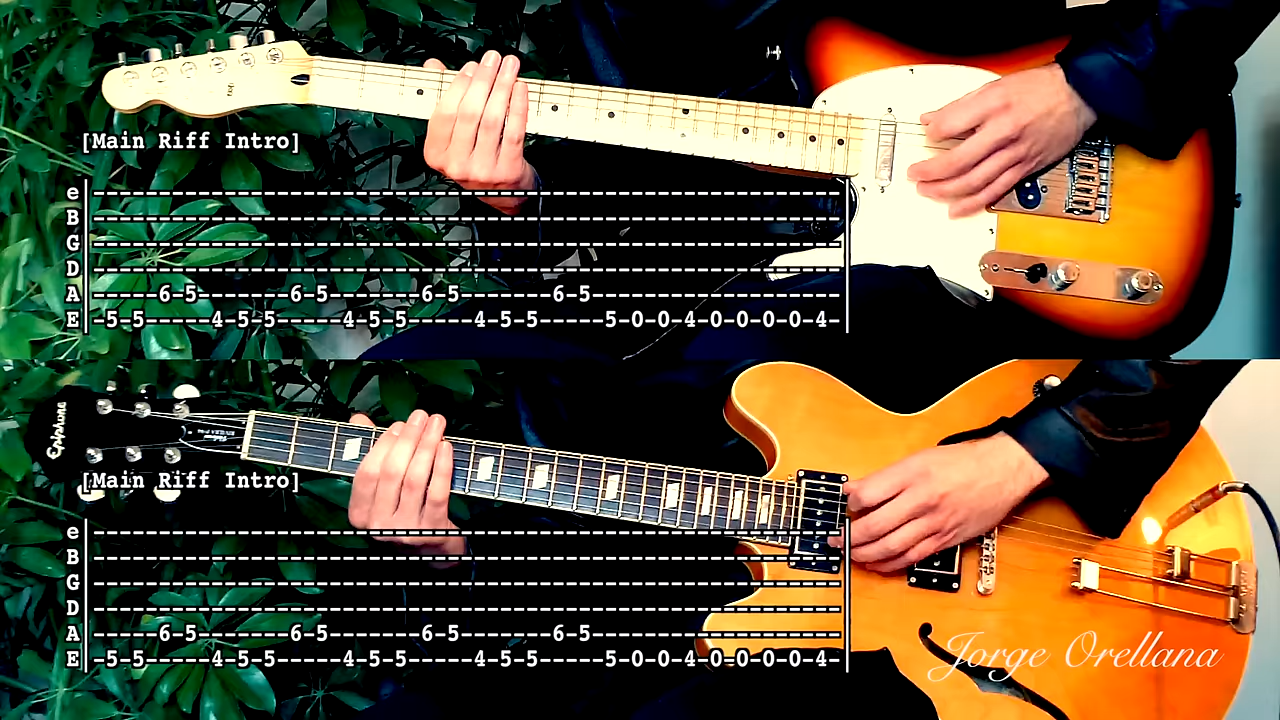 [Main Riff Intro]
e|---------------------------------------------------------|
B|---------------------------------------------------------|
G|---------------------------------------------------------|
D|---------------------------------------------------------|
A|-----6-5-------6-5-------6-5-------6-5-------------------|
E|-5-5-----4-5-5-----4-5-5-----4-5-5-----5-0-0-4-0-0-0-0-4-|
Epiphone
[Main Riff Intro]
e|---------------------------------------------------------|
B|---------------------------------------------------------|
G|---------------------------------------------------------|
D|---------------------------------------------------------|
A|-----6-5-------6-5-------6-5-------6-5-------------------|
E|-5-5-----4-5-5-----4-5-5-----4-5-5-----5-0-0-4-0-0-0-0-4-|
Jorge Orellana